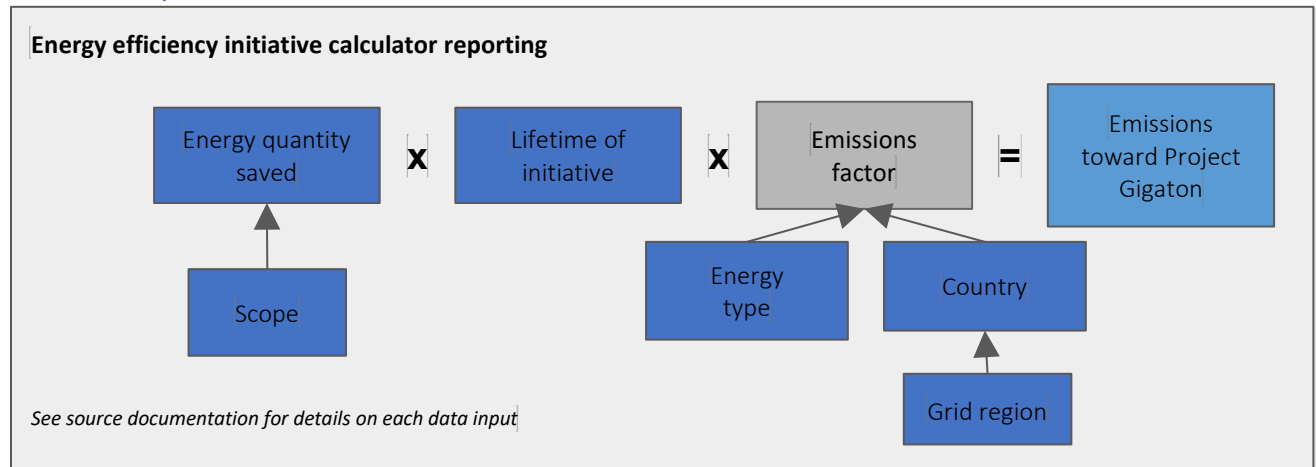 Energy efficiency initiative calculator reporting
Energy quantity
saved
x
Lifetime of
initiative
x
Emissions
factor
=
Emissions
toward Project
Gigaton
Scope
Energy
type
Country
Grid region
See source documentation for details on each data input